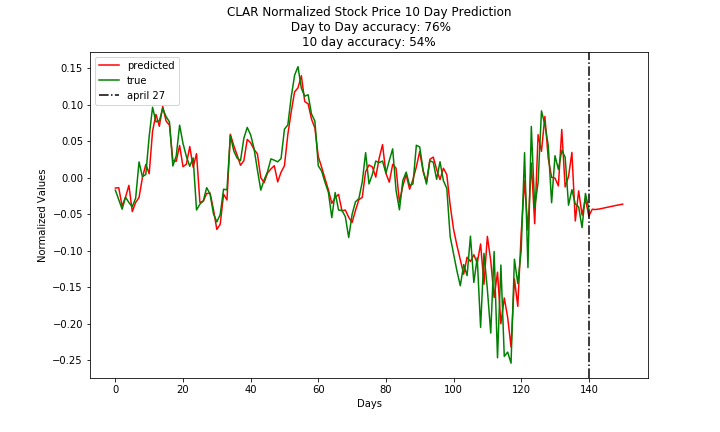 CLAR Normalized Stock Price 10 Day Prediction
Day to Day accuracy: 76%
10 day accuracy: 54%
predicted
true
april 27
0.15
0.10
0.05
0.00
−0.05
−0.10
−0.15
−0.20
−0.25
Normalized Values
0 20 40 60 80 100 120 140
Days